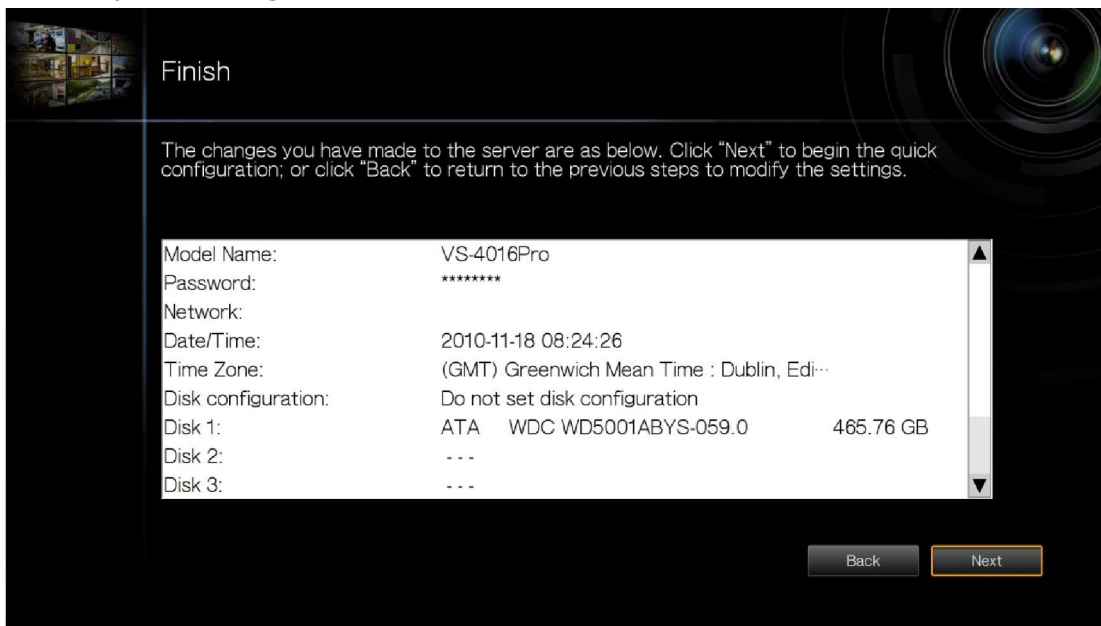 Finish
The changes you have made to the server are as below. Click “Next” to begin the quick
configuration; or click “Back” to return to the previous steps to modify the settings.
Model Name: VS-4016Pro
Password: ********
Network:
Date/Time: 2010-11-18 08:24:26
Time Zone: (GMT) Greenwich Mean Time : Dublin, Edi…
Disk configuration: Do not set disk configuration
Disk 1: ATA WDC WD5001ABYS-059.0 465.76 GB
Disk 2: - - -
Disk 3: - - -
Back Next